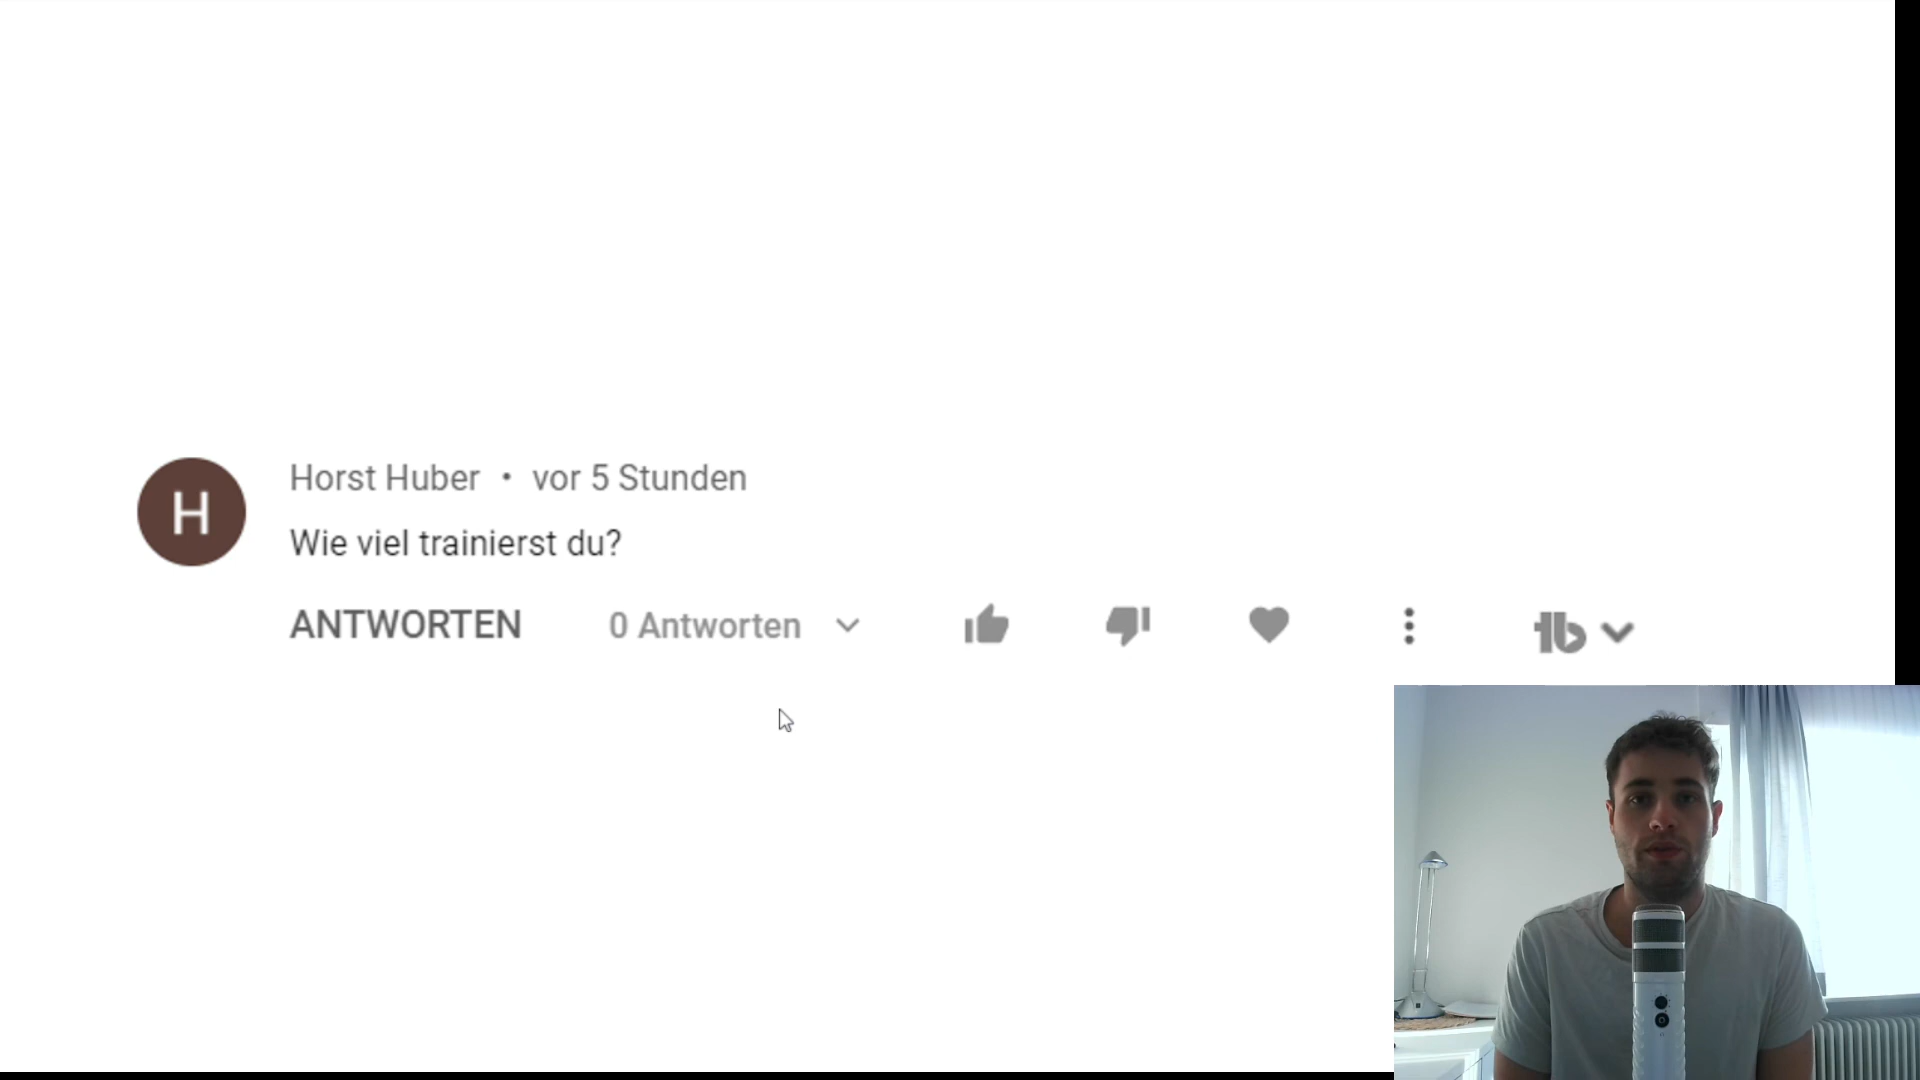 H
Horst Huber • vor 5 Stunden
Wie viel trainierst du?
ANTWORTEN 0 Antworten